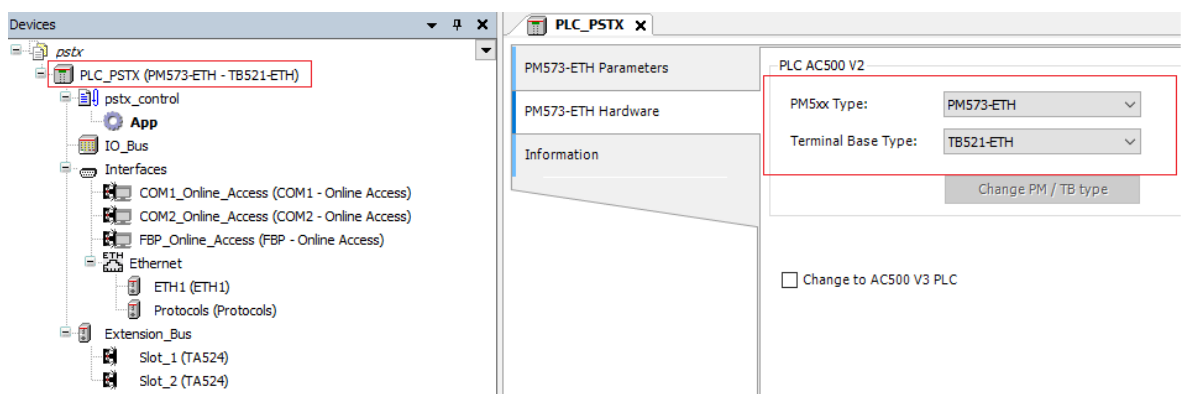 Devices
pstx
PLC_PSTX (PM573-ETH - TB521-ETH)
pstx_control
App
IO_Bus
Interfaces
COM1_Online_Access (COM1 - Online Access)
COM2_Online_Access (COM2 - Online Access)
FBP_Online_Access (FBP - Online Access)
ETH
Ethernet
ETH1 (ETH1)
Protocols (Protocols)
Extension_Bus
Slot_1 (TA524)
Slot_2 (TA524)
PLC_PSTX
PM573-ETH Parameters
PM573-ETH Hardware
Information
PLC AC500 V2
PM5xx Type: PM573-ETH
Terminal Base Type: TB521-ETH
Change PM / TB type
Change to AC500 V3 PLC